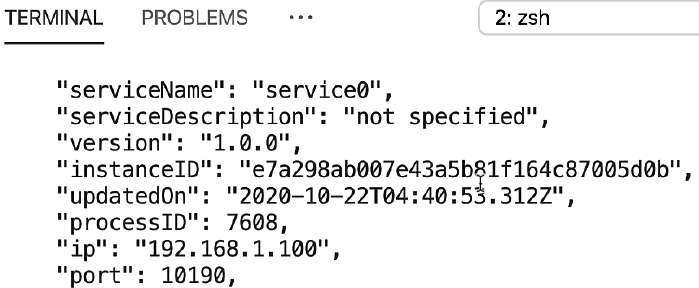 TERMINAL PROBLEMS ... 2: zsh
"serviceName": "service0",
"serviceDescription": "not specified",
"version": "1.0.0",
"instanceID": "e7a298ab007e43a5b81f164c87005d0b",
"updatedOn": "2020-10-22T04:40:53.312Z",
"processID": 7608,
"ip": "192.168.1.100",
"port": 10190,